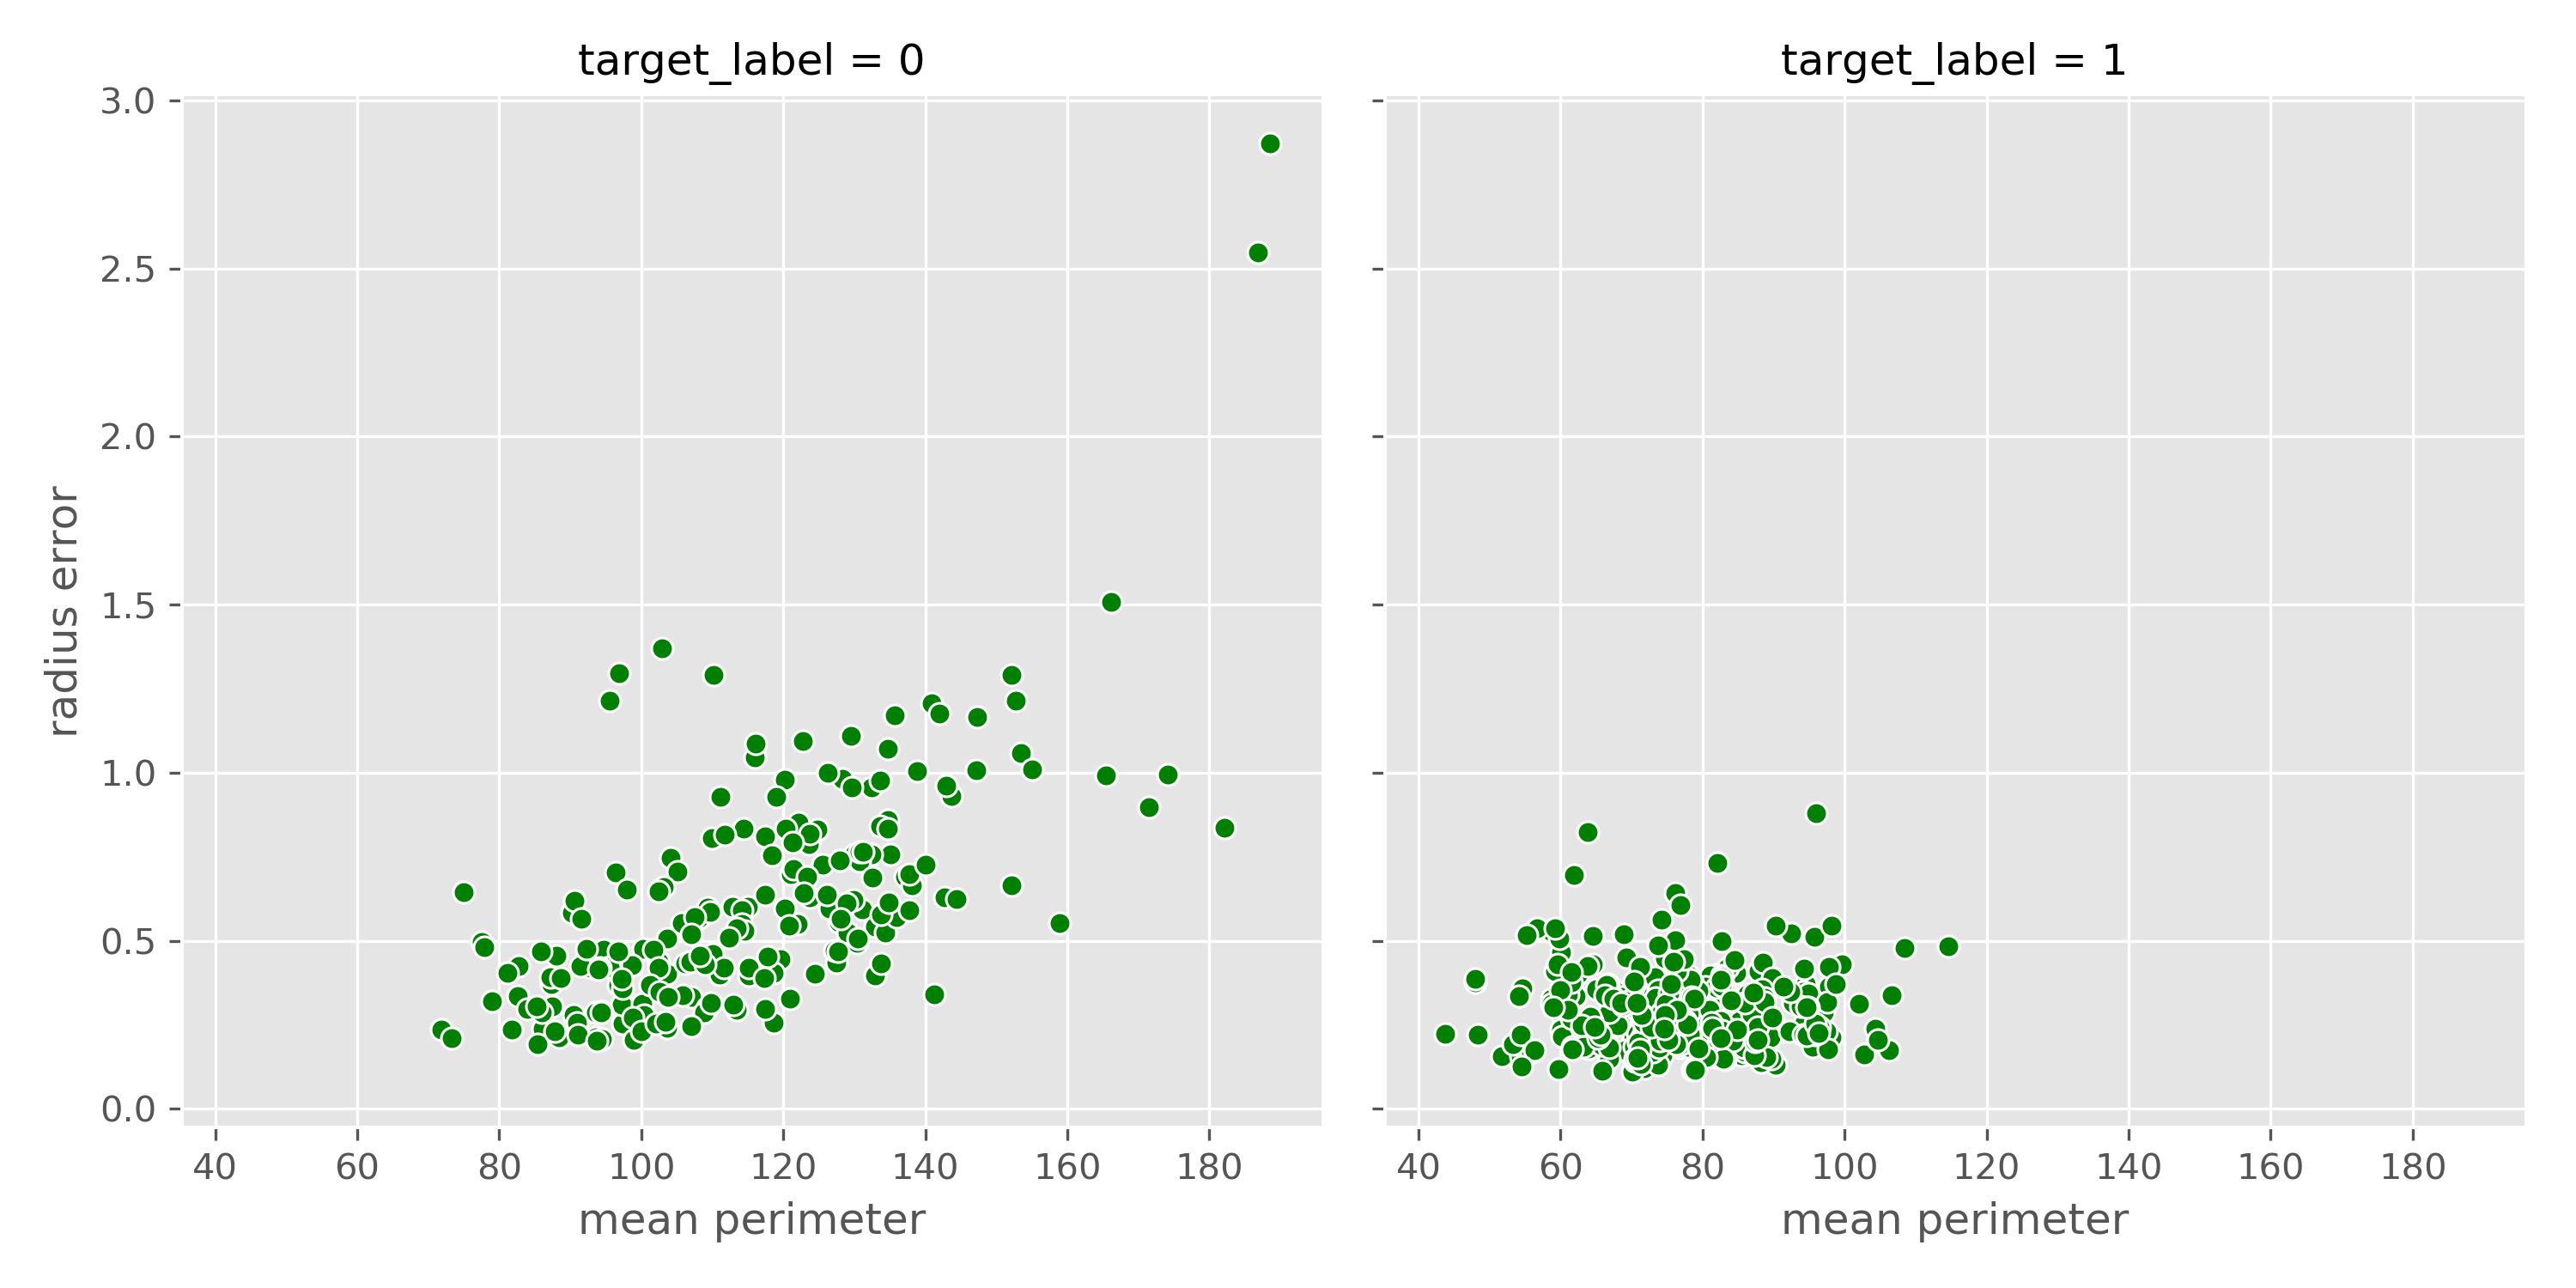 target_label = 0
target_label = 1
3.0
2.5
2.0
1.5
1.0
0.5
0.0
radius error
40 60 80 100 120 140 160 180
40 60 80 100 120 140 160 180
mean perimeter
mean perimeter